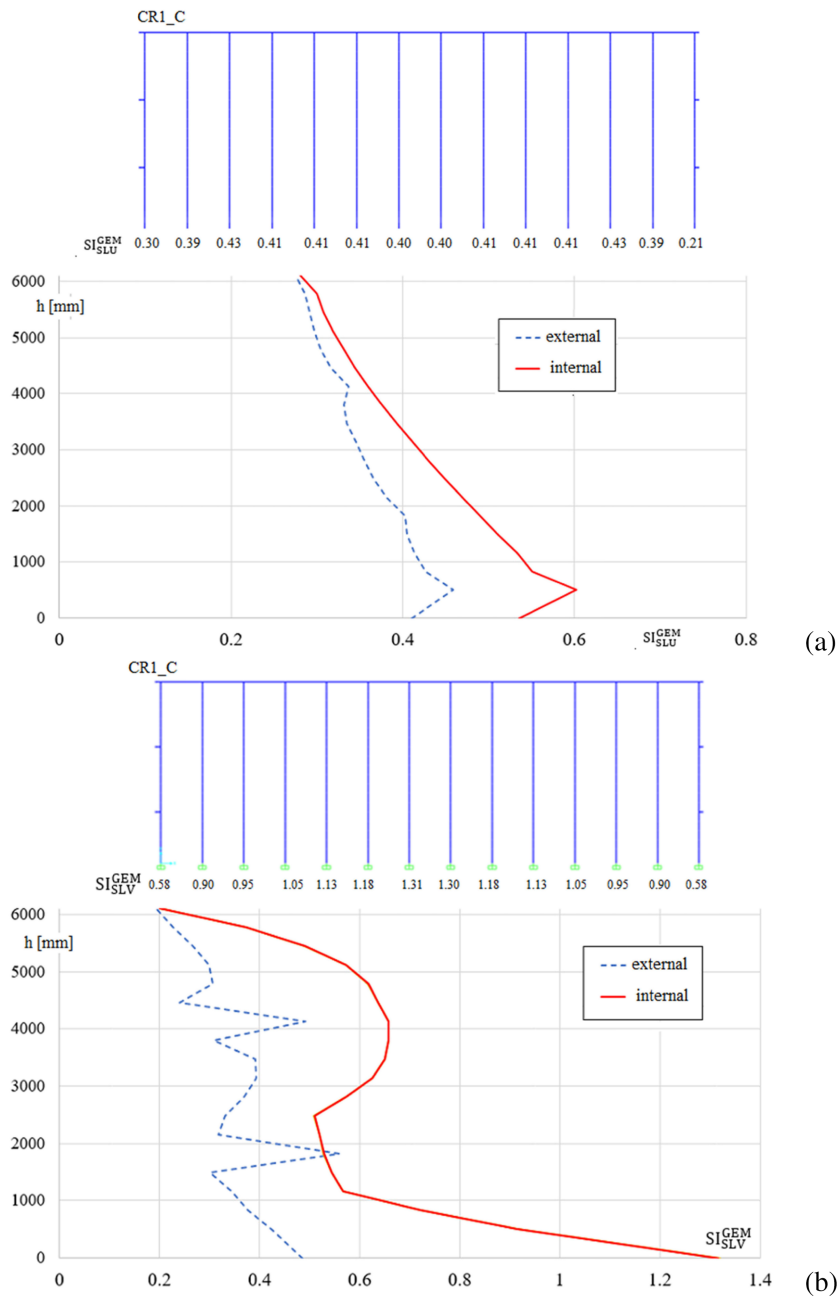 CR1_C
SI_SLU^GEM
0.30 0.39 0.43 0.41 0.41 0.41 0.40 0.40 0.41 0.41 0.41 0.43 0.39 0.21
6000
h [mm]
5000
external
4000
internal
3000
2000
1000
0
0 0.2 0.4 0.6 SI_SLU^GEM 0.8
(a)
CR1_C
SI_SLV^GEM 0.58 0.90 0.95 1.05 1.13 1.18 1.31 1.30 1.18 1.13 1.05 0.95 0.90 0.58
6000
h [mm]
external
5000
internal
4000
3000
2000
1000
SI_SLV^GEM
0
0 0.2 0.4 0.6 0.8 1 1.2 1.4
(b)